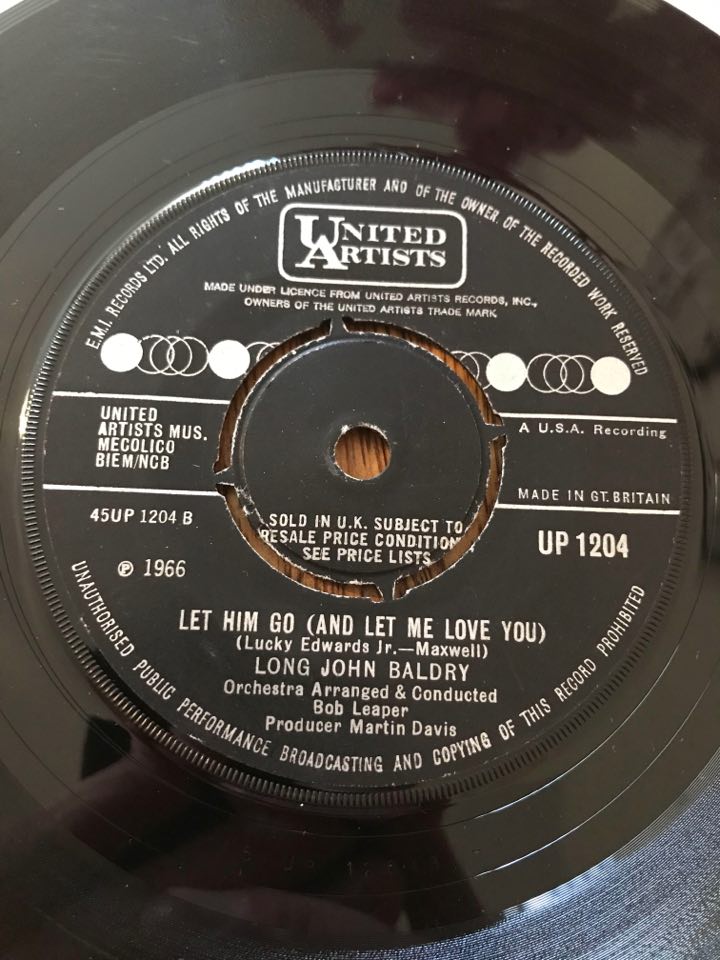 E.M.I. RECORDS LTD. ALL RIGHTS OF THE MANUFACTURER AND OF THE OWNER OF THE RECORDED WORK RESERVED
UNITED
ARTISTS
MADE UNDER LICENCE FROM UNITED ARTISTS RECORDS, INC.,
OWNERS OF THE UNITED ARTISTS TRADE MARK
UNITED
ARTISTS MUS.
MECOLICO
BIEM/NCB
A U.S.A. Recording
MADE IN GT. BRITAIN
45UP 1204 B
SOLD IN U.K. SUBJECT TO
RESALE PRICE CONDITION
SEE PRICE LISTS
UP 1204
℗ 1966
LET HIM GO (AND LET ME LOVE YOU)
(Lucky Edwards Jr.—Maxwell)
LONG JOHN BALDRY
Orchestra Arranged & Conducted
Bob Leaper
Producer Martin Davis
UNAUTHORISED PUBLIC PERFORMANCE BROADCASTING AND COPYING OF THIS RECORD PROHIBITED